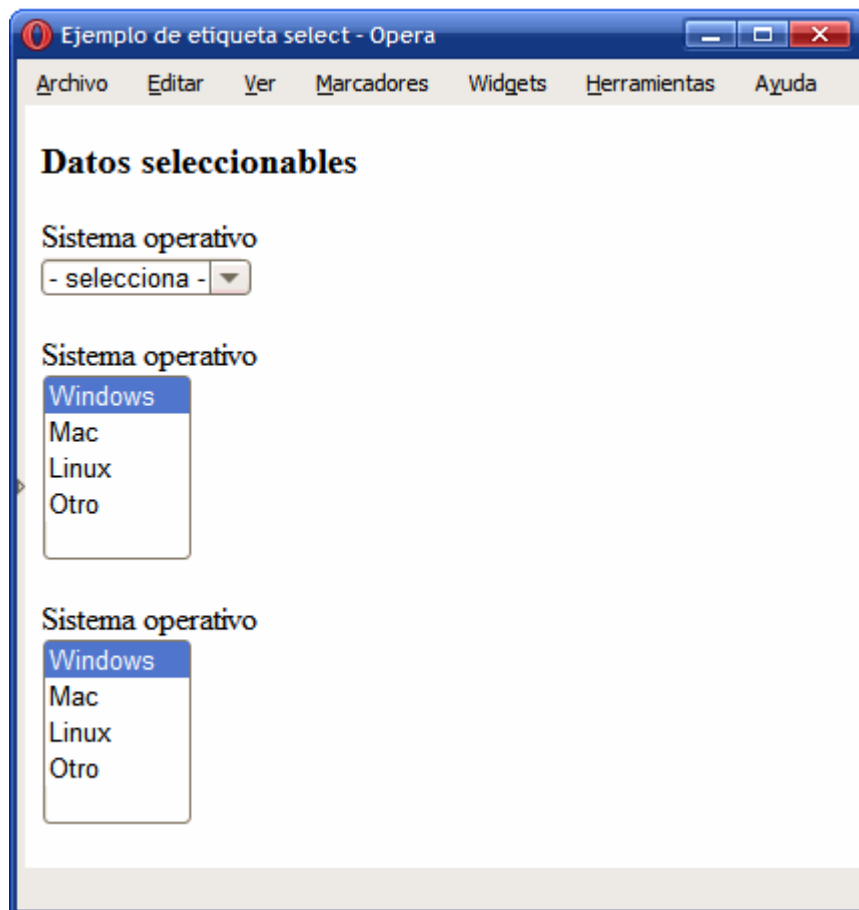 Ejemplo de etiqueta select - Opera
Archivo Editar Ver Marcadores Widgets Herramientas Ayuda
Datos seleccionables
Sistema operativo
- selecciona -
Sistema operativo
Windows
Mac
Linux
Otro
Sistema operativo
Windows
Mac
Linux
Otro